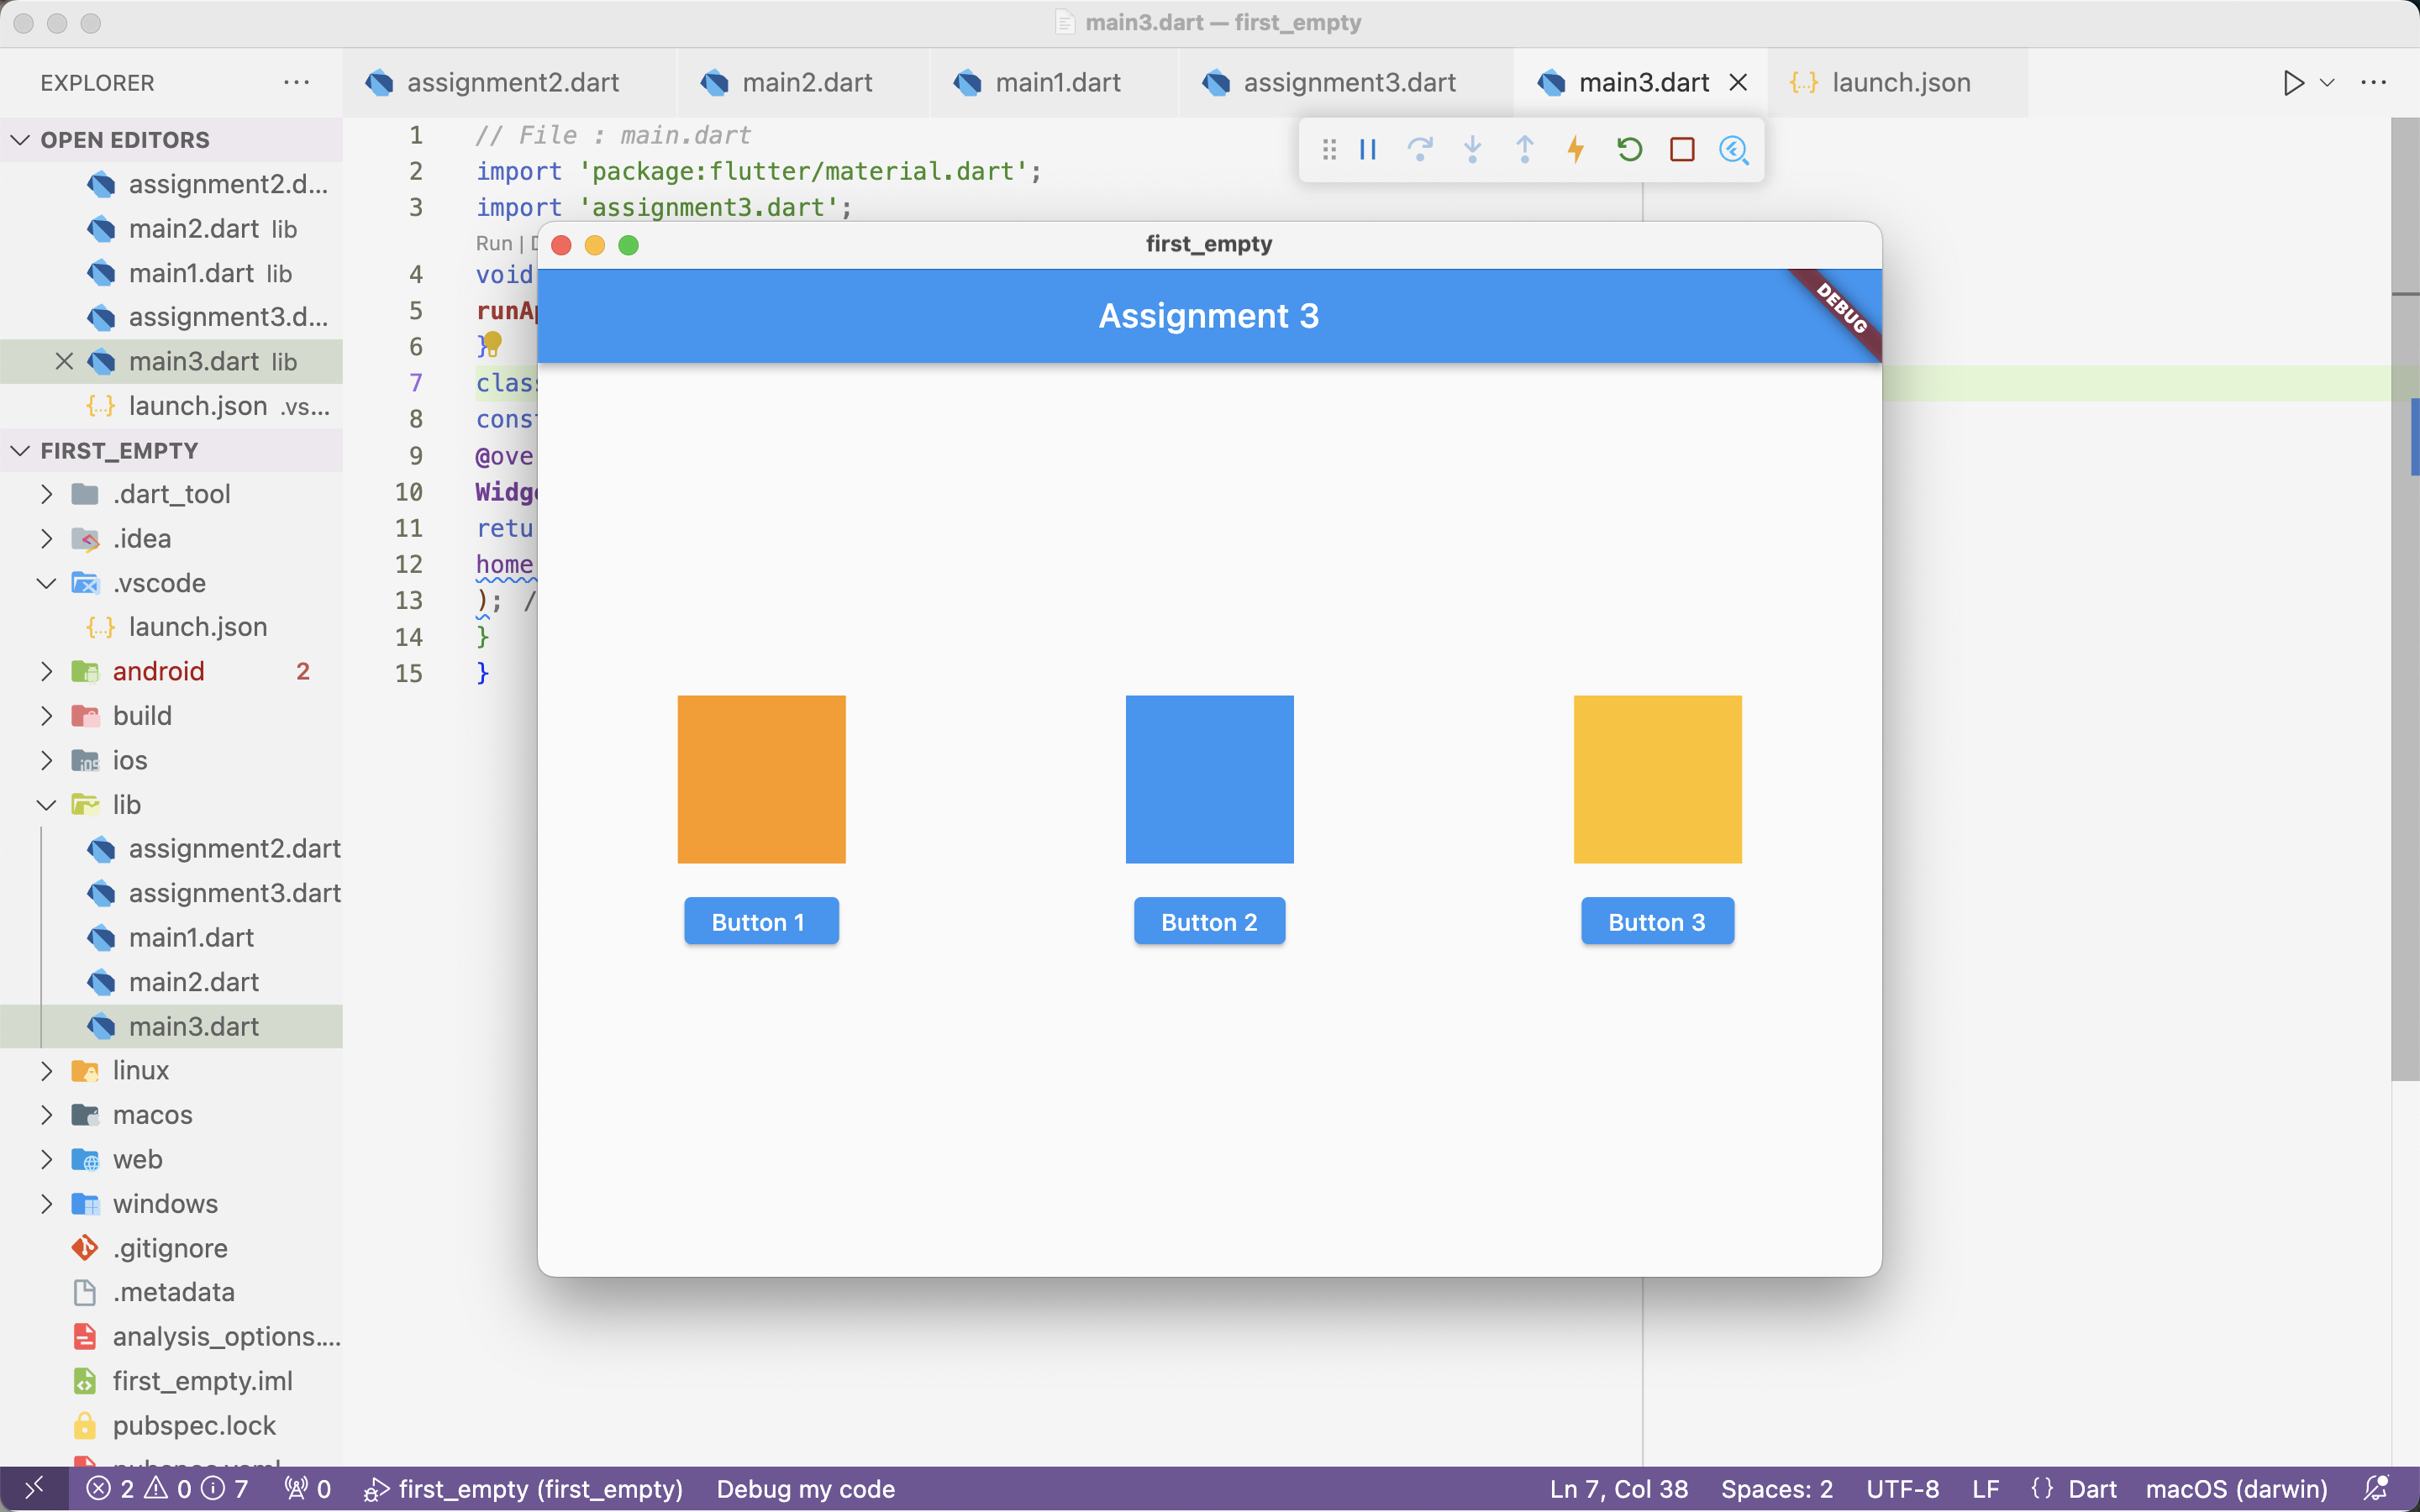 main3.dart — first_empty
EXPLORER
assignment2.dart
main2.dart
main1.dart
assignment3.dart
main3.dart
launch.json
OPEN EDITORS
assignment2.d...
main2.dart lib
main1.dart lib
assignment3.d...
main3.dart lib
launch.json .vs...
FIRST_EMPTY
.dart_tool
.idea
.vscode
launch.json
android 2
build
ios
lib
assignment2.dart
assignment3.dart
main1.dart
main2.dart
main3.dart
linux
macos
web
windows
.gitignore
.metadata
analysis_options....
first_empty.iml
pubspec.lock
1 // File : main.dart
2 import 'package:flutter/material.dart';
3 import 'assignment3.dart';
Run |
4 void
5 runA
6 }
7 clas
8 cons
9 @ove
10 Widg
11 retu
12 home
13 ); /
14 }
15 }
first_empty
Assignment 3
DEBUG
Button 1
Button 2
Button 3
2 0 7 0 first_empty (first_empty) Debug my code Ln 7, Col 38 Spaces: 2 UTF-8 LF {} Dart macOS (darwin)